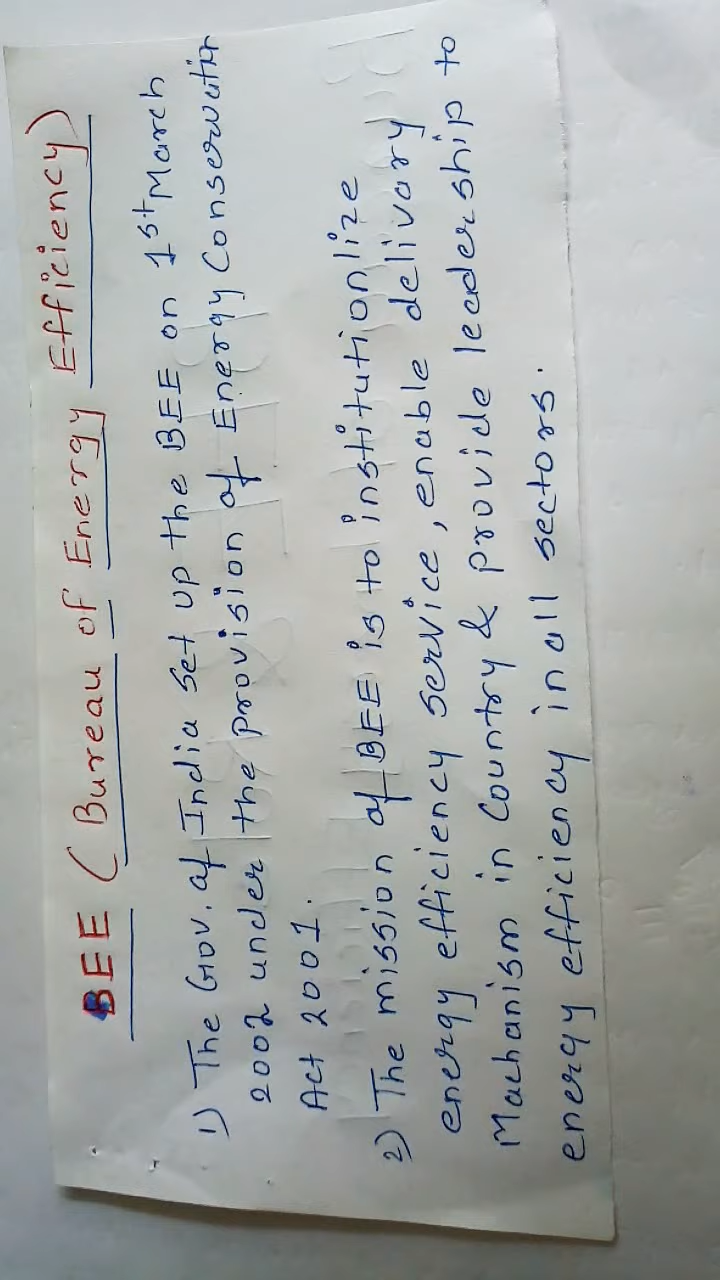 BEE ( Bureau of Energy Efficiency)
1) The Gov. of India set up the BEE on 1st March
2002 under the provision of Energy Conservation
Act 2001.
2) The mission of BEE is to institutionlize
energy efficiency service, enable delivary
Machanism in country & provide leadership to
energy efficiency in all sectors.